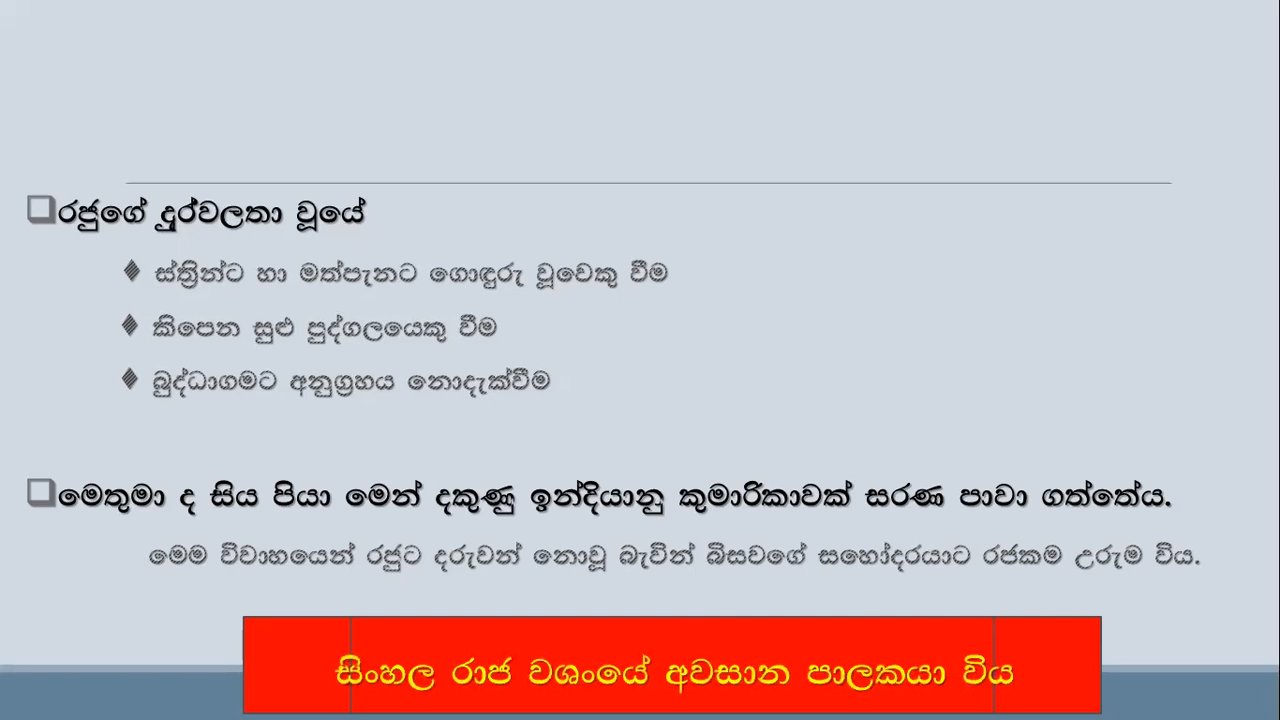 රජුගේ දුර්වලතා වූයේ
ස්ත්‍රින්ට හා මත්පැනට ගොඳුරු වූවෙකු වීම
කිපෙන සුළු පුද්ගලයෙකු වීම
බුද්ධාගමට අනුග්‍රහය නොදැක්වීම
මෙතුමා ද සිය පියා මෙන් දකුණු ඉන්දියානු කුමාරිකාවක් සරණ පාවා ගත්තේය.
මෙම විවාහයෙන් රජුට දරුවන් නොවූ බැවින් බිසවගේ සහෝදරයාට රජකම උරුම විය.
සිංහල රාජ වශංයේ අවසාන පාලකයා විය